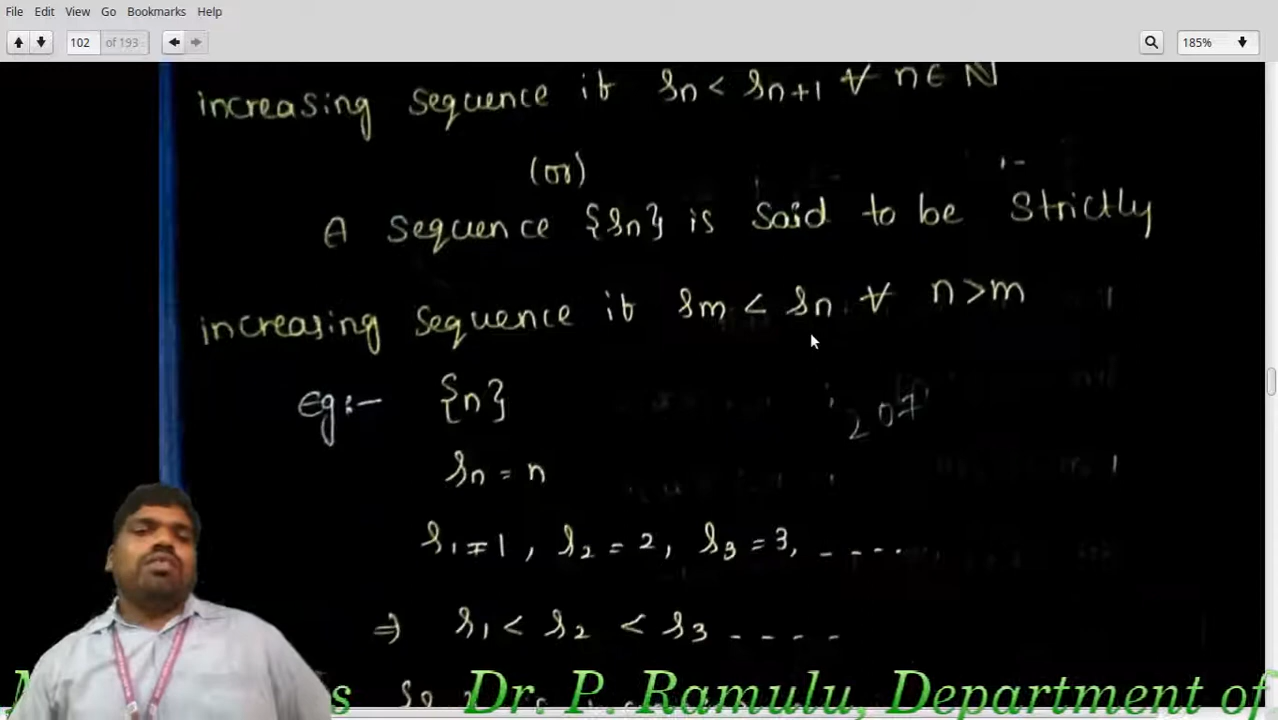 File Edit View Go Bookmarks Help
102 of 193 185%
increasing sequence if Sn < Sn+1 ∀ n ∈ ℕ
(or)
A sequence {Sn} is said to be Strictly
increasing sequence if Sm < Sn ∀ n > m
Eg:- {n}
Sn = n
S1 = 1, S2 = 2, S3 = 3, - - - - -
⇒ S1 < S2 < S3 - - - -
Dr. P. Ramulu, Department of